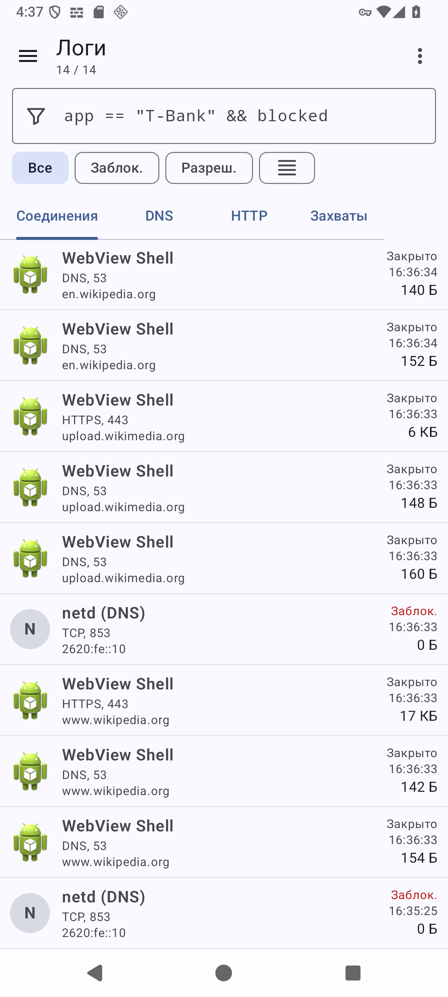 4:37
Логи
14 / 14
app == "T-Bank" && blocked
Все
Заблок.
Разреш.
Соединения
DNS
HTTP
Захваты
WebView Shell
DNS, 53
en.wikipedia.org
Закрыто
16:36:34
140 Б
WebView Shell
DNS, 53
en.wikipedia.org
Закрыто
16:36:34
152 Б
WebView Shell
HTTPS, 443
upload.wikimedia.org
Закрыто
16:36:33
6 КБ
WebView Shell
DNS, 53
upload.wikimedia.org
Закрыто
16:36:33
148 Б
WebView Shell
DNS, 53
upload.wikimedia.org
Закрыто
16:36:33
160 Б
N
netd (DNS)
TCP, 853
2620:fe::10
Заблок.
16:36:33
0 Б
WebView Shell
HTTPS, 443
www.wikipedia.org
Закрыто
16:36:33
17 КБ
WebView Shell
DNS, 53
www.wikipedia.org
Закрыто
16:36:33
142 Б
WebView Shell
DNS, 53
www.wikipedia.org
Закрыто
16:36:33
154 Б
N
netd (DNS)
TCP, 853
2620:fe::10
Заблок.
16:35:25
0 Б